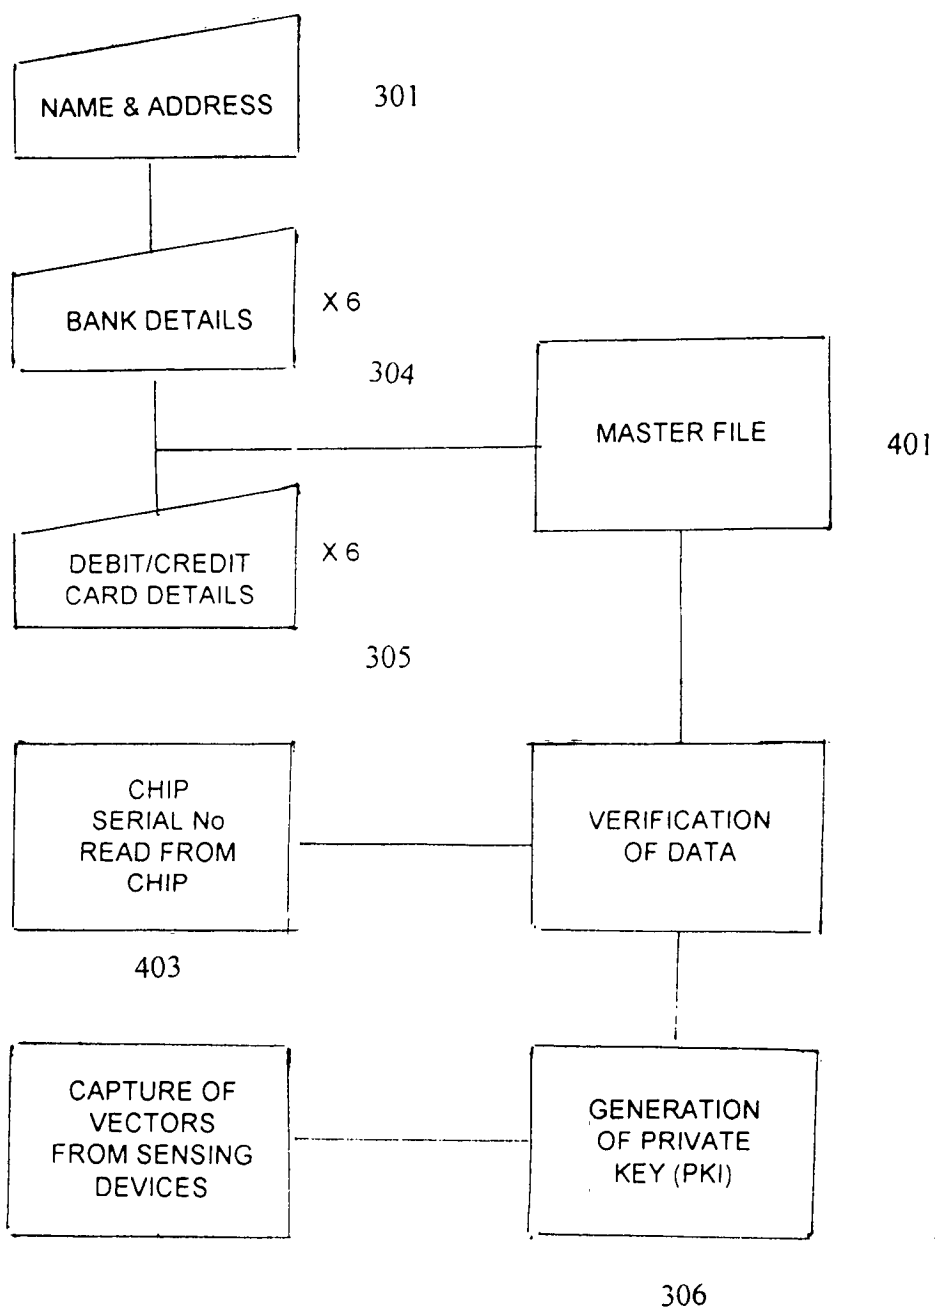 NAME & ADDRESS
301
BANK DETAILS
X 6
304
MASTER FILE
401
DEBIT/CREDIT
CARD DETAILS
X 6
305
CHIP
SERIAL No
READ FROM
CHIP
403
VERIFICATION
OF DATA
CAPTURE OF
VECTORS
FROM SENSING
DEVICES
GENERATION
OF PRIVATE
KEY (PKI)
306